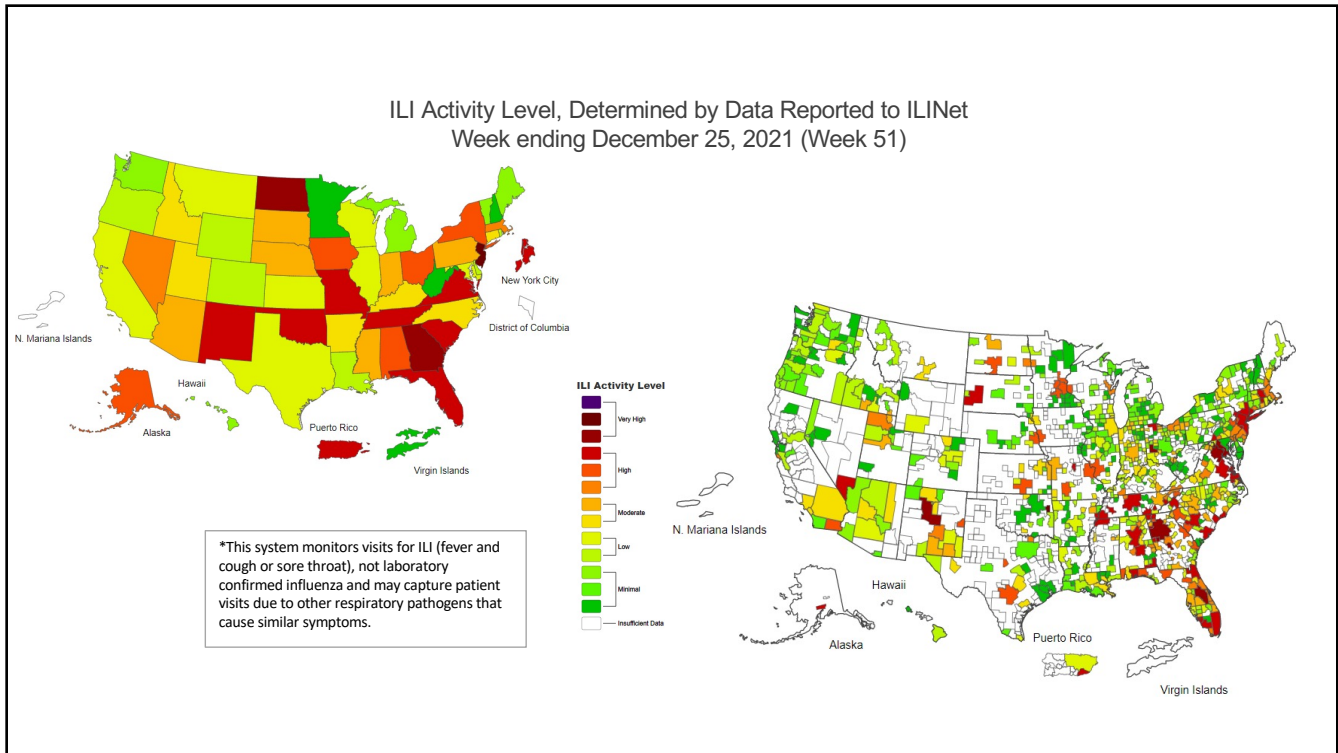 ILI Activity Level, Determined by Data Reported to ILINet
Week ending December 25, 2021 (Week 51)
New York City
District of Columbia
N. Mariana Islands
Hawaii
Alaska
Puerto Rico
Virgin Islands
ILI Activity Level
Very High
High
Moderate
Low
Minimal
Insufficient Data
*This system monitors visits for ILI (fever and
cough or sore throat), not laboratory
confirmed influenza and may capture patient
visits due to other respiratory pathogens that
cause similar symptoms.
N. Mariana Islands
Hawaii
Alaska
Puerto Rico
Virgin Islands